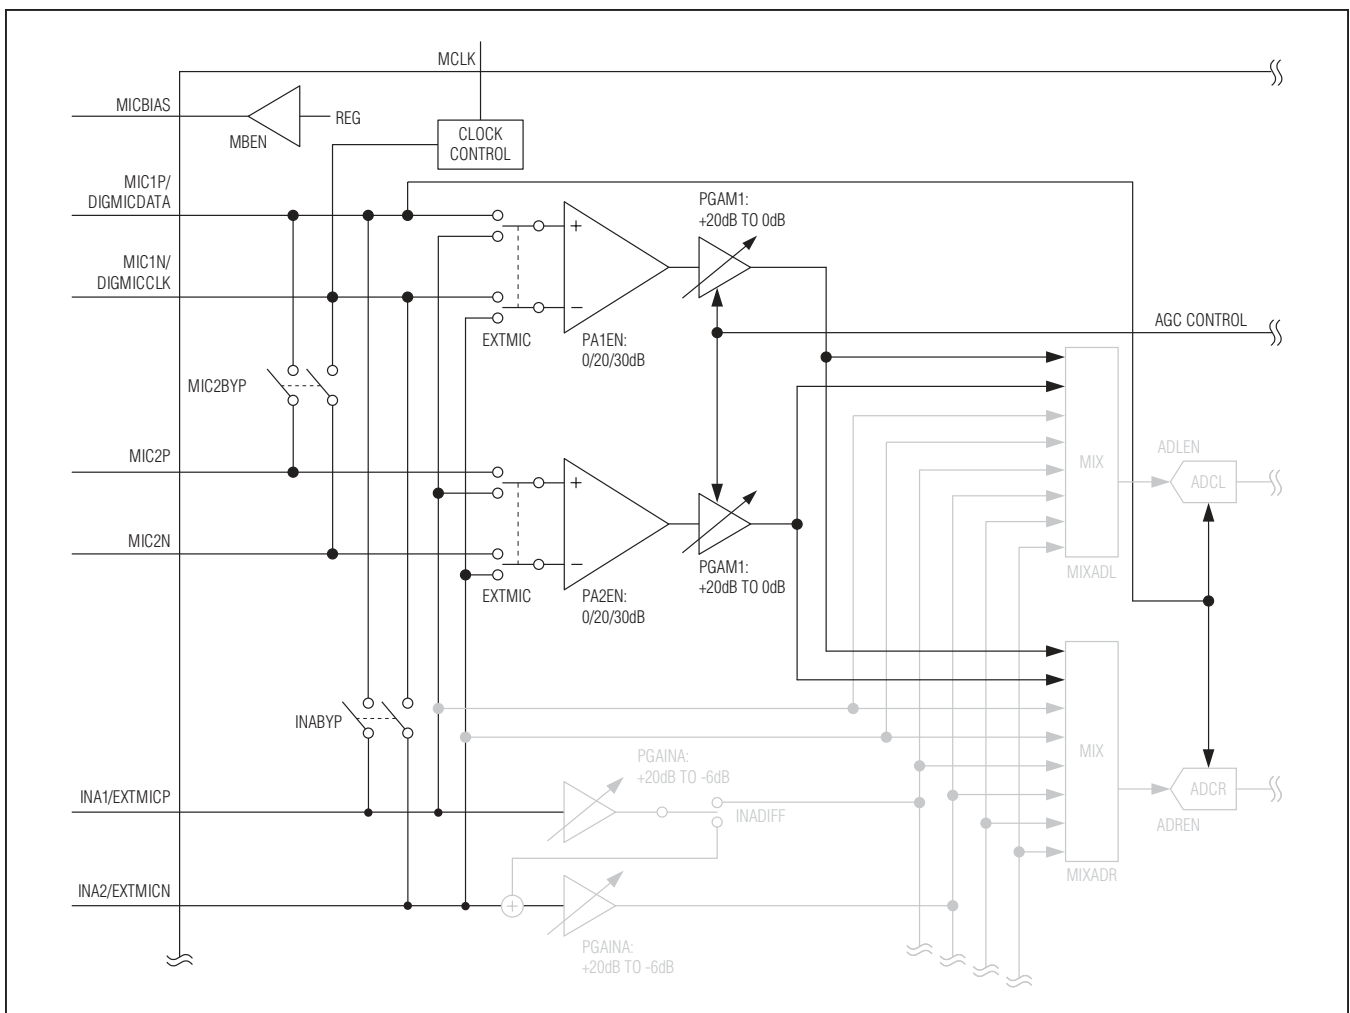 MCLK
MICBIAS
REG
MBEN
CLOCK
CONTROL
MIC1P/
DIGMICDATA
PGAM1:
+20dB TO 0dB
+
MIC1N/
DIGMICCLK
−
AGC CONTROL
EXTMIC
PA1EN:
0/20/30dB
MIC2BYP
MIC2P
ADLEN
MIX
ADCL
+
MIC2N
−
PGAM1:
+20dB TO 0dB
MIXADL
EXTMIC
PA2EN:
0/20/30dB
INABYP
PGAINA:
+20dB TO -6dB
MIX
INA1/EXTMICP
ADCR
INADIFF
ADREN
MIXADR
INA2/EXTMICN
+
PGAINA:
+20dB TO -6dB